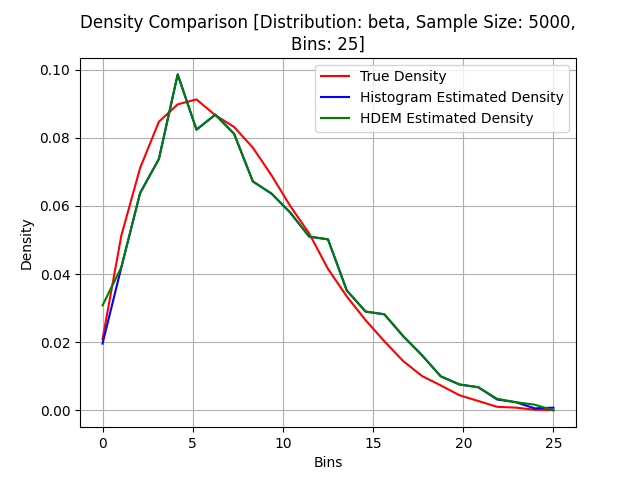 Density Comparison [Distribution: beta, Sample Size: 5000,
Bins: 25]
True Density
Histogram Estimated Density
HDEM Estimated Density
Density
0.10
0.08
0.06
0.04
0.02
0.00
0 5 10 15 20 25
Bins